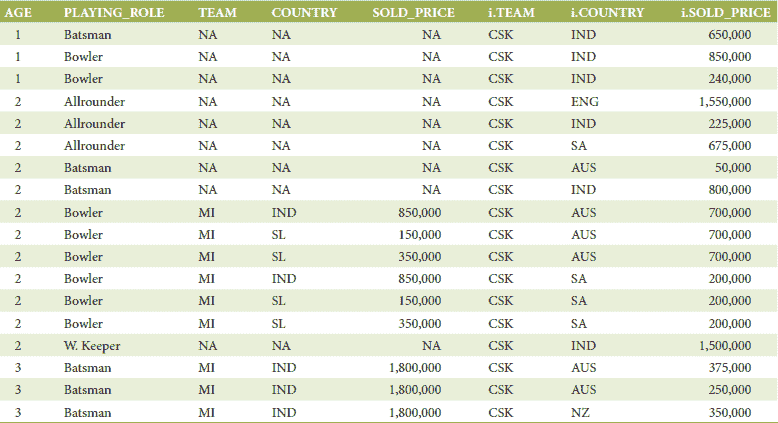 AGE PLAYING_ROLE TEAM COUNTRY SOLD_PRICE i.TEAM i.COUNTRY i.SOLD_PRICE
1 Batsman NA NA NA CSK IND 650,000
1 Bowler NA NA NA CSK IND 850,000
1 Bowler NA NA NA CSK IND 240,000
2 Allrounder NA NA NA CSK ENG 1,550,000
2 Allrounder NA NA NA CSK IND 225,000
2 Allrounder NA NA NA CSK SA 675,000
2 Batsman NA NA NA CSK AUS 50,000
2 Batsman NA NA NA CSK IND 800,000
2 Bowler MI IND 850,000 CSK AUS 700,000
2 Bowler MI SL 150,000 CSK AUS 700,000
2 Bowler MI SL 350,000 CSK AUS 700,000
2 Bowler MI IND 850,000 CSK SA 200,000
2 Bowler MI SL 150,000 CSK SA 200,000
2 Bowler MI SL 350,000 CSK SA 200,000
2 W. Keeper NA NA NA CSK IND 1,500,000
3 Batsman MI IND 1,800,000 CSK AUS 375,000
3 Batsman MI IND 1,800,000 CSK AUS 250,000
3 Batsman MI IND 1,800,000 CSK NZ 350,000